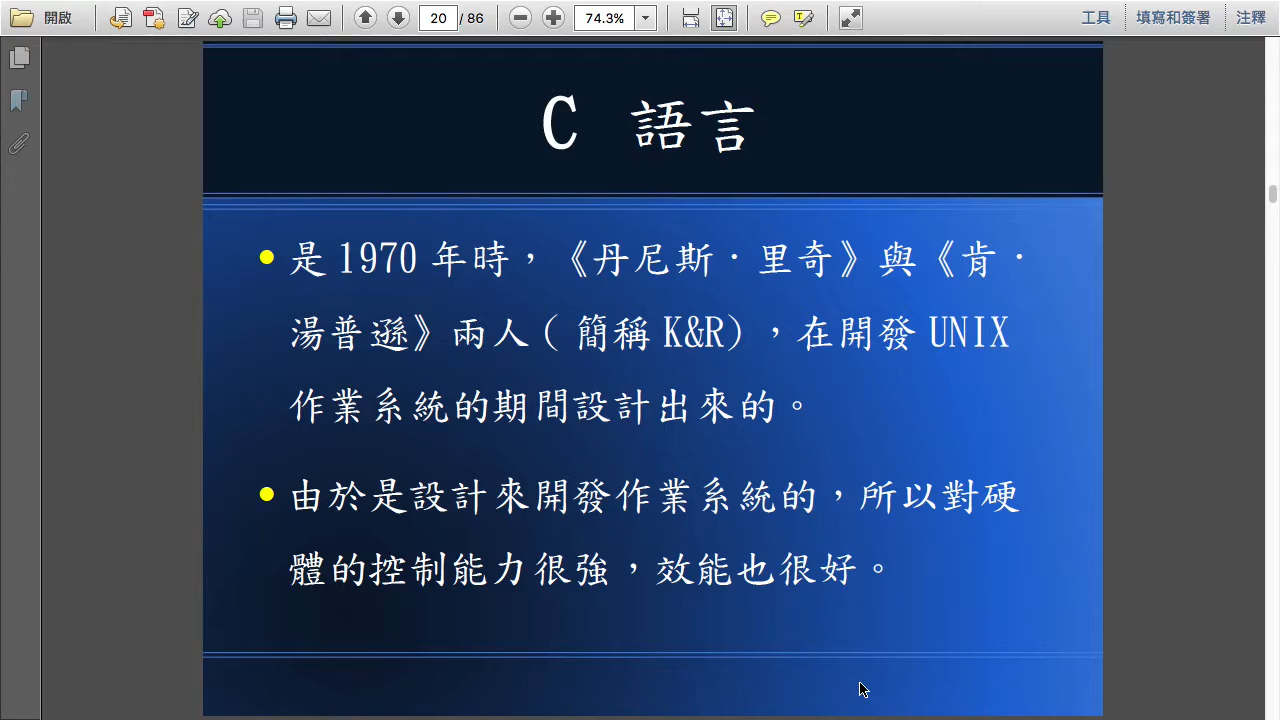 開啟 20 / 86 74.3% 工具 填寫和簽署 注釋
C 語言
是 1970 年時，《丹尼斯．里奇》與《肯．
湯普遜》兩人( 簡稱 K&R)，在開發 UNIX
作業系統的期間設計出來的。
由於是設計來開發作業系統的，所以對硬
體的控制能力很強，效能也很好。